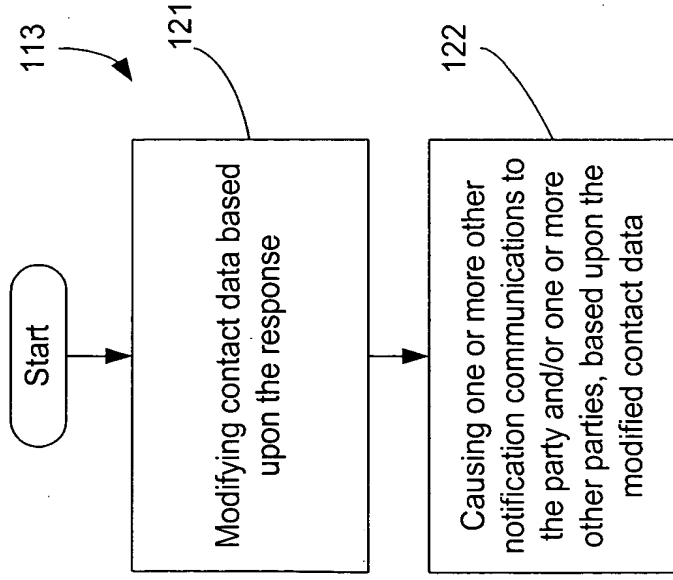 113
Start
121
Modifying contact data based
upon the response
122
Causing one or more other
notification communications to
the party and/or one or more
other parties, based upon the
modified contact data